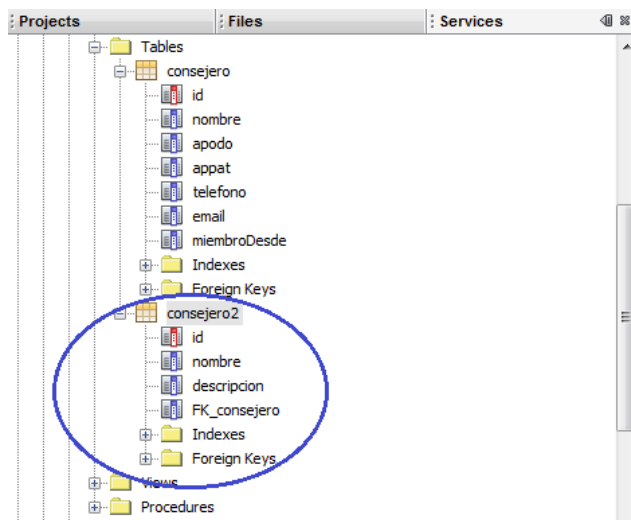 Projects Files Services
Tables
consejero
id
nombre
apodo
appat
telefono
email
miembroDesde
Indexes
Foreign Keys
consejero2
id
nombre
descripcion
FK_consejero
Indexes
Foreign Keys
Views
Procedures